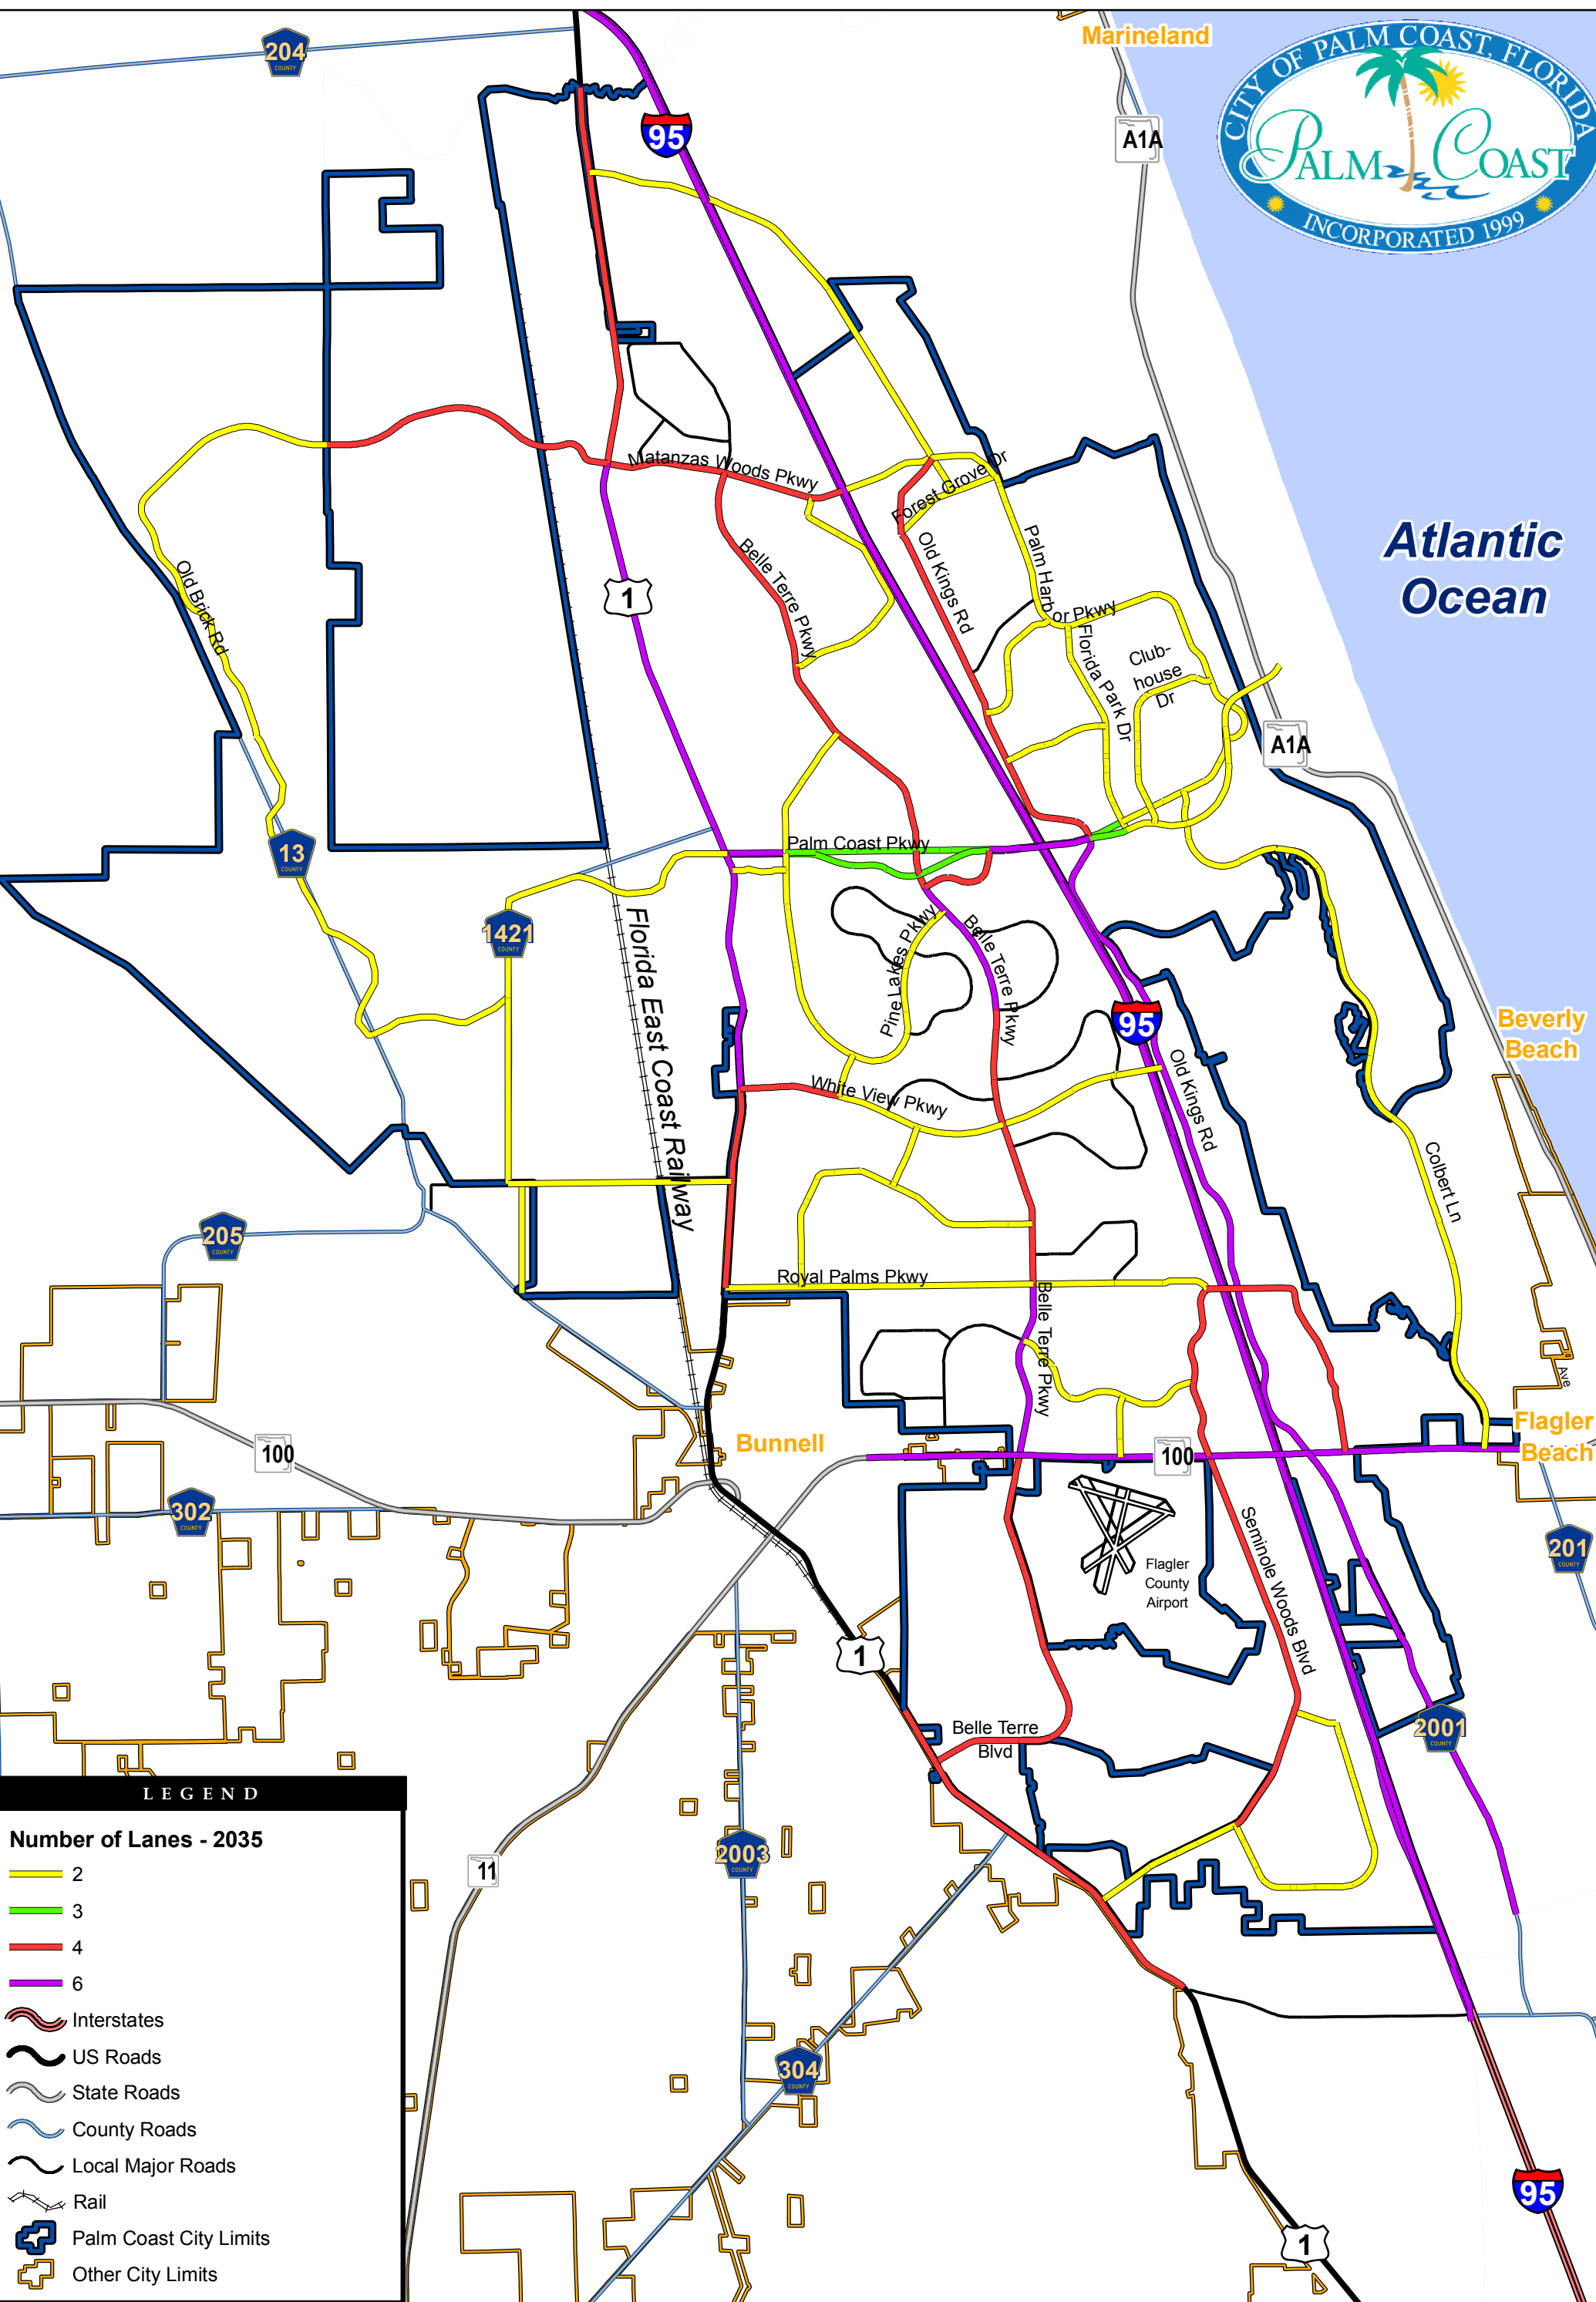 204
COUNTY
Marineland
CITY OF PALM COAST, FLORIDA
PALM COAST
INCORPORATED 1999
95
A1A
Matanzas Woods Pkwy
Forest Grove Dr
Atlantic
Ocean
Old Brick Rd
Belle Terre Pkwy
Old Kings Rd
Palm Harbor Pkwy
1
Florida Park Dr
Club-
house
Dr
A1A
13
COUNTY
Palm Coast Pkwy
1421
COUNTY
Florida East Coast Railway
Pine Lakes Pkwy
Belle Terre Pkwy
95
Beverly
Beach
Old Kings Rd
White View Pkwy
Colbert Ln
205
COUNTY
Royal Palms Pkwy
Belle Terre Pkwy
Ave
Flagler
Beach
Bunnell
100
100
302
COUNTY
Seminole Woods Blvd
201
COUNTY
Flagler
County
Airport
1
Belle Terre
Blvd
2001
COUNTY
LEGEND
Number of Lanes - 2035
2
3
4
6
Interstates
US Roads
State Roads
County Roads
Local Major Roads
Rail
Palm Coast City Limits
Other City Limits
2003
COUNTY
11
304
COUNTY
95
1